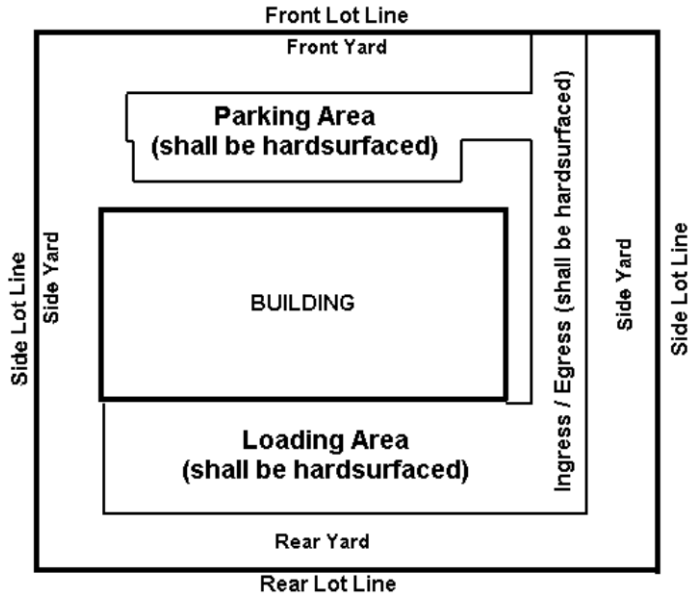 Front Lot Line
Front Yard
Parking Area
(shall be hardsurfaced)
Ingress / Egress (shall be hardsurfaced)
Side Lot Line
Side Yard
BUILDING
Side Yard
Side Lot Line
Loading Area
(shall be hardsurfaced)
Rear Yard
Rear Lot Line